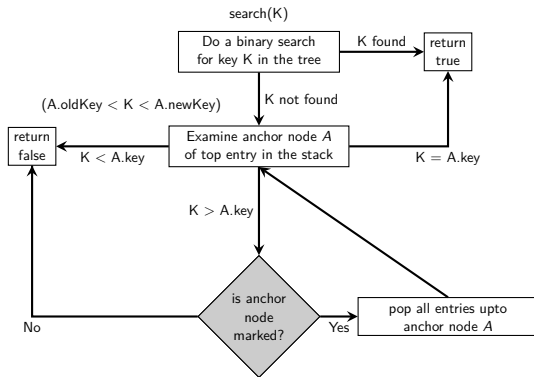 search(K)
Do a binary search
for key K in the tree
K found
return
true
K not found
(A.oldKey < K < A.newKey)
return
false
K < A.key
Examine anchor node A
of top entry in the stack
K = A.key
K > A.key
is anchor
node
marked?
No
Yes
pop all entries upto
anchor node A